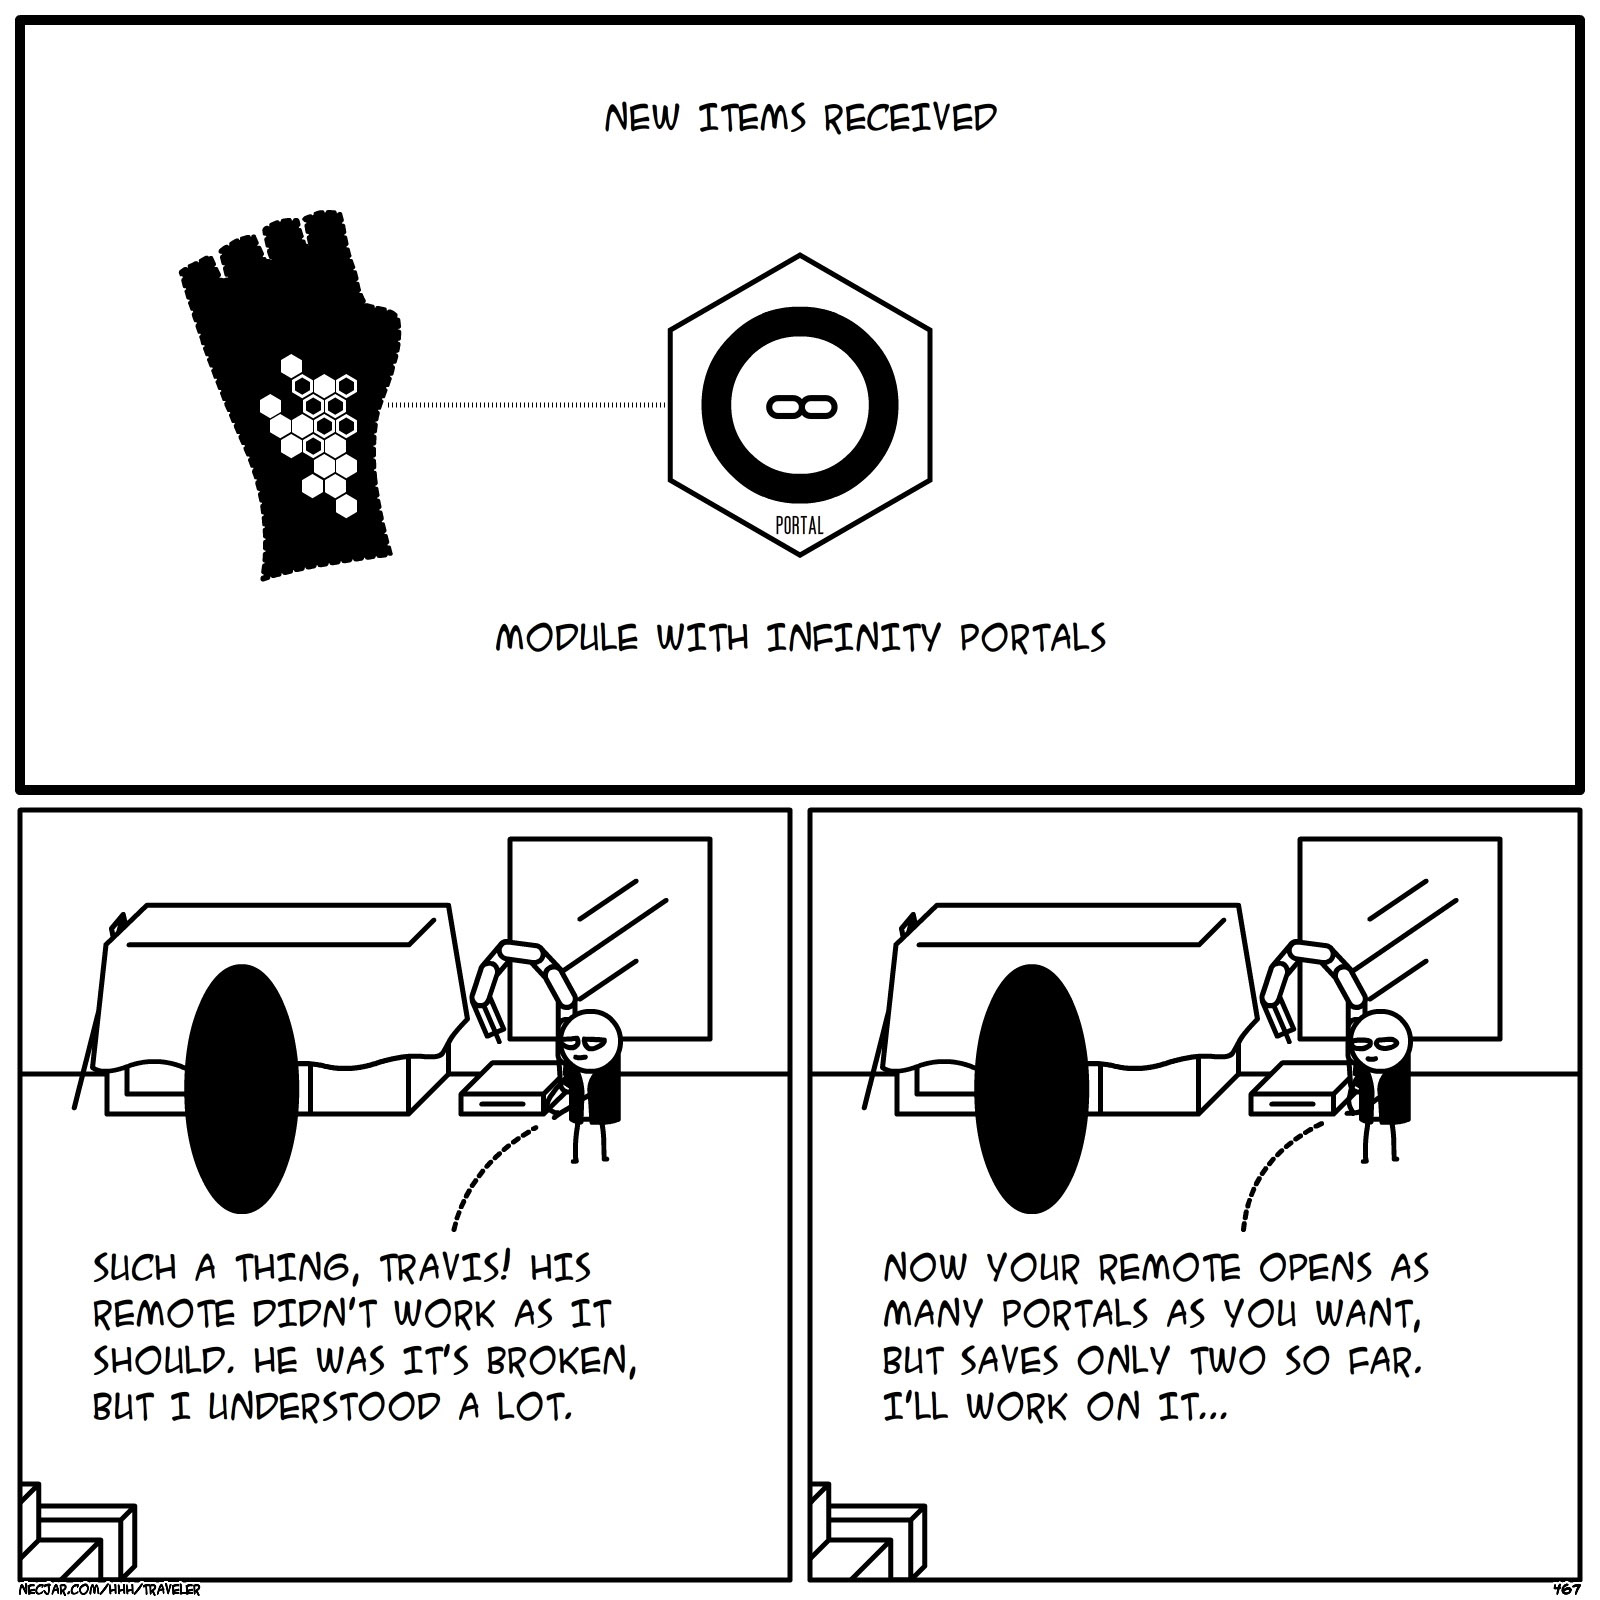 NEW ITEMS RECEIVED
PORTAL
MODULE WITH INFINITY PORTALS
SUCH A THING, TRAVIS! HIS
REMOTE DIDN'T WORK AS IT
SHOULD. HE WAS IT'S BROKEN,
BUT I UNDERSTOOD A LOT.
NOW YOUR REMOTE OPENS AS
MANY PORTALS AS YOU WANT,
BUT SAVES ONLY TWO SO FAR.
I'LL WORK ON IT...
NECJAR.COM/HHH/TRAVELER
467